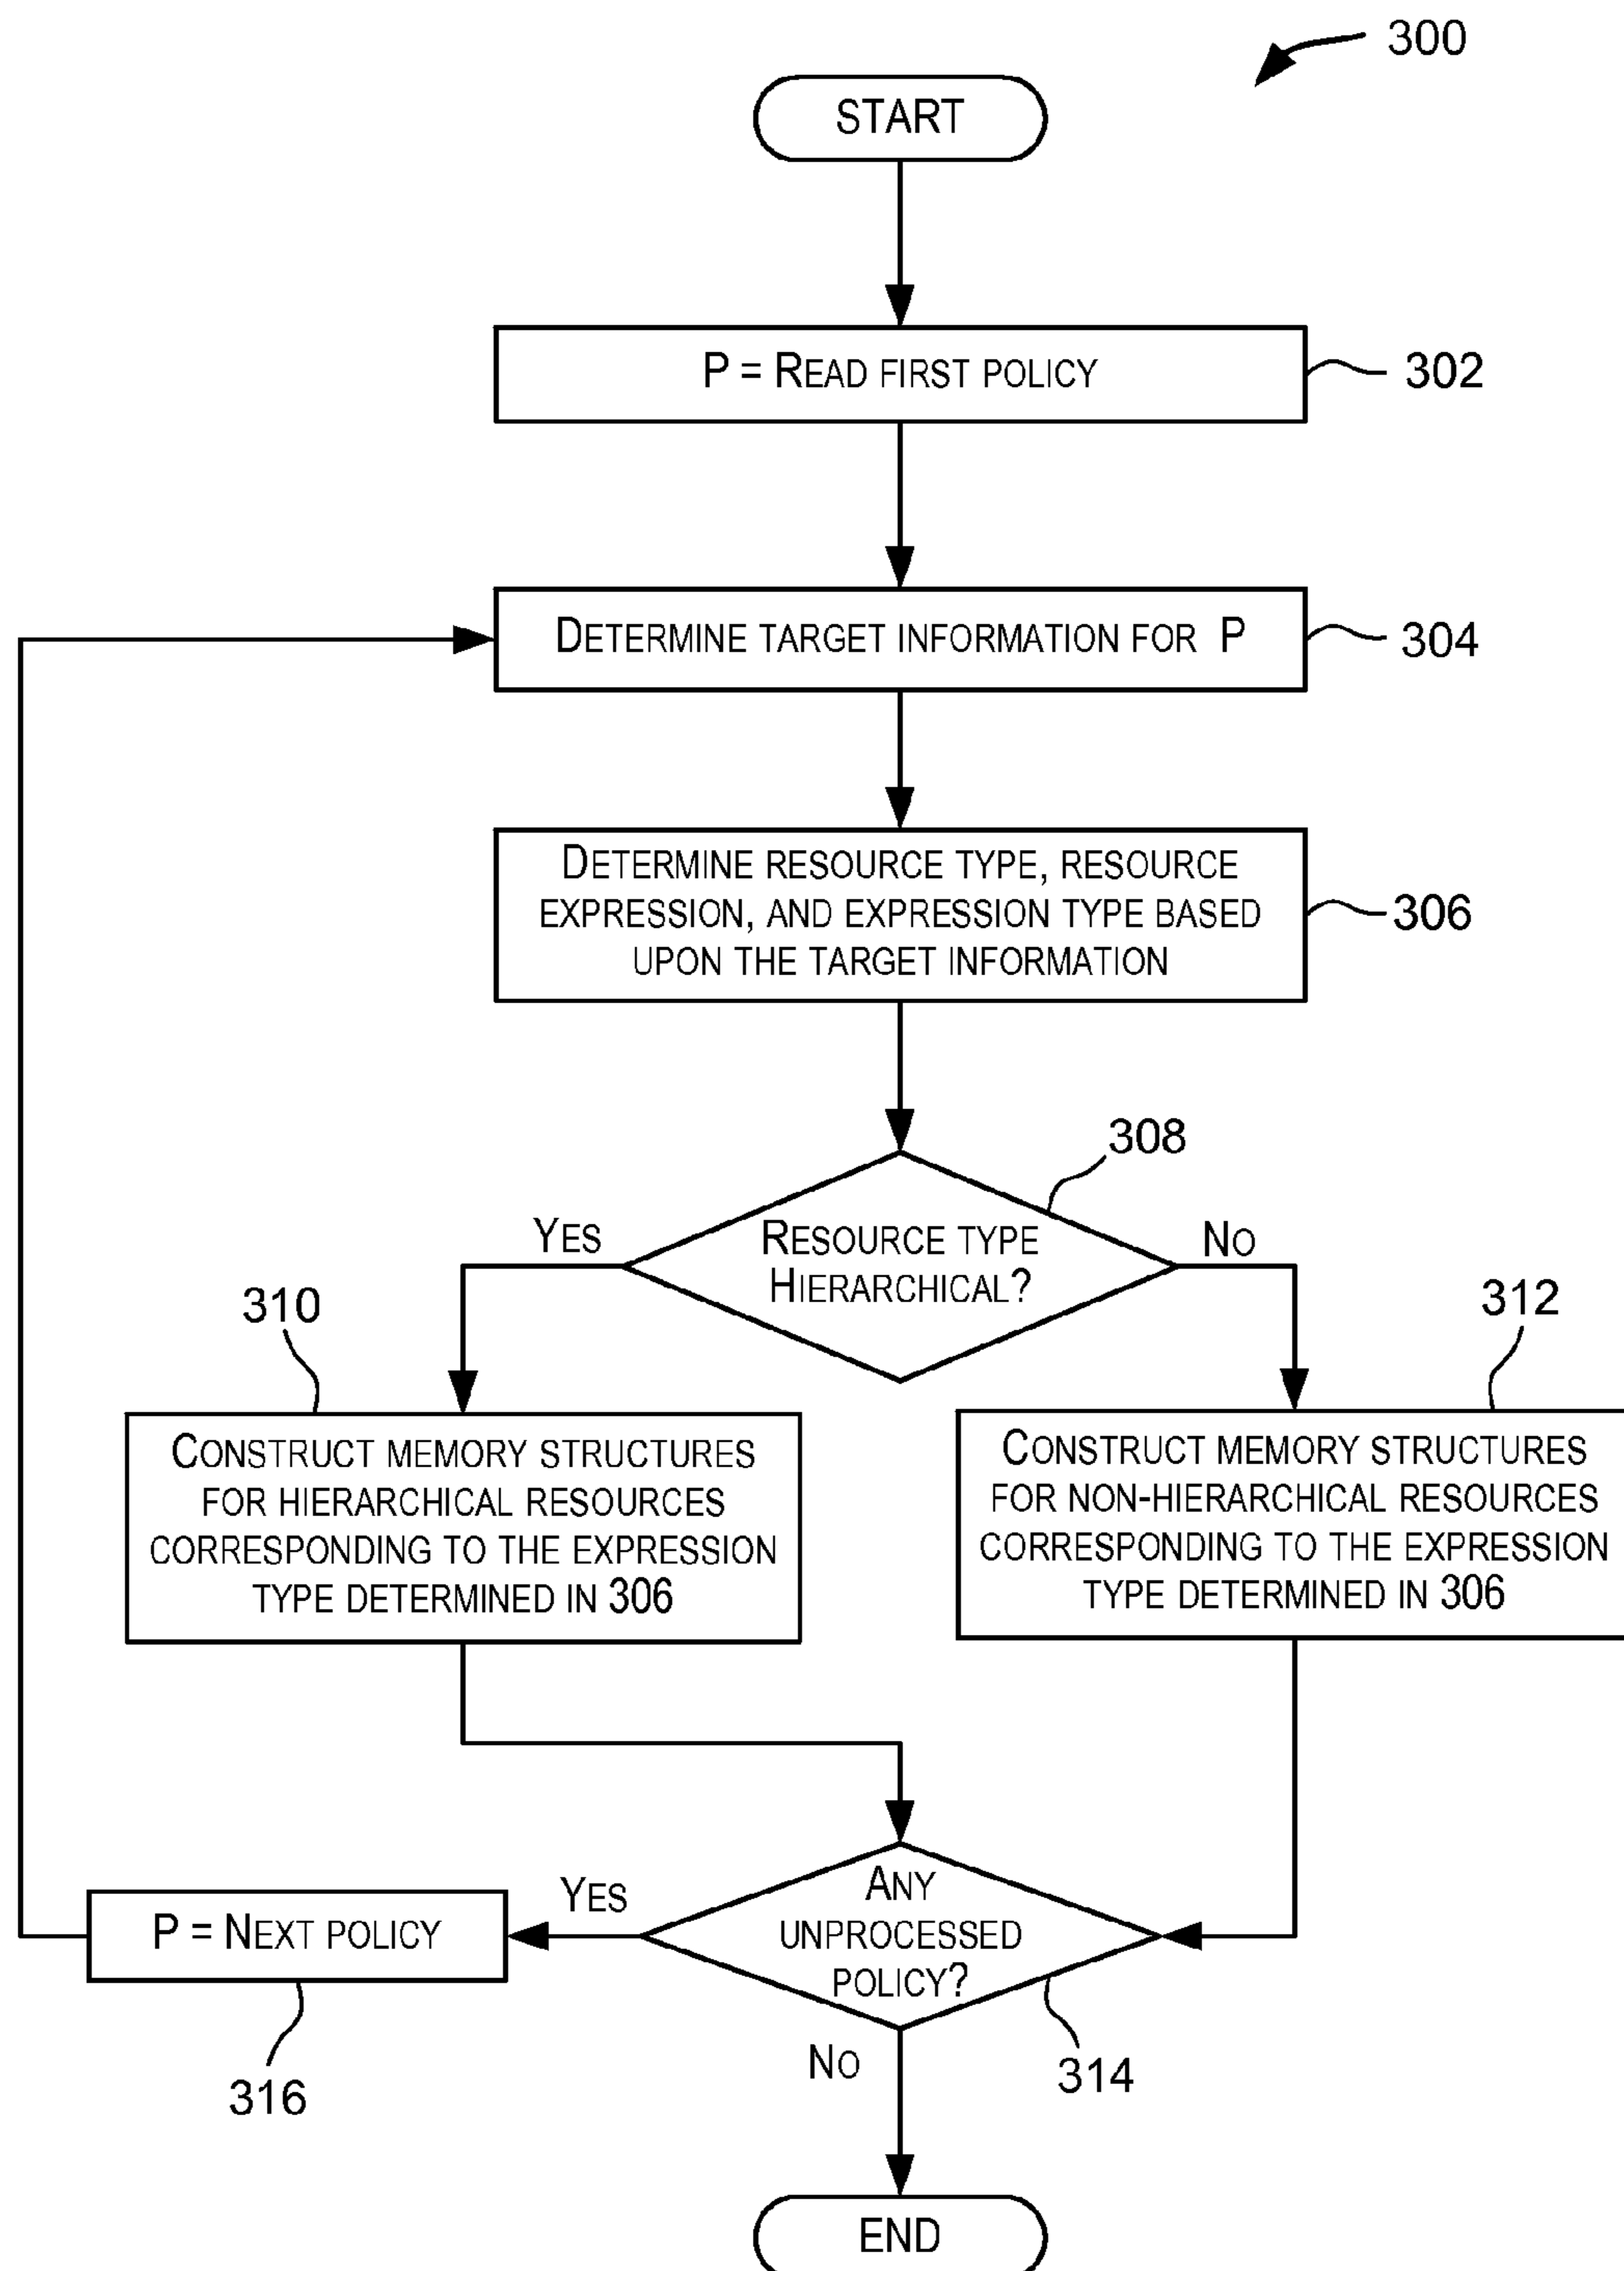 300
START
P = READ FIRST POLICY
302
DETERMINE TARGET INFORMATION FOR P
304
DETERMINE RESOURCE TYPE, RESOURCE
EXPRESSION, AND EXPRESSION TYPE BASED
UPON THE TARGET INFORMATION
306
308
YES
RESOURCE TYPE
HIERARCHICAL?
NO
310
312
CONSTRUCT MEMORY STRUCTURES
FOR HIERARCHICAL RESOURCES
CORRESPONDING TO THE EXPRESSION
TYPE DETERMINED IN 306
CONSTRUCT MEMORY STRUCTURES
FOR NON-HIERARCHICAL RESOURCES
CORRESPONDING TO THE EXPRESSION
TYPE DETERMINED IN 306
P = NEXT POLICY
YES
ANY
UNPROCESSED
POLICY?
316
NO
314
END